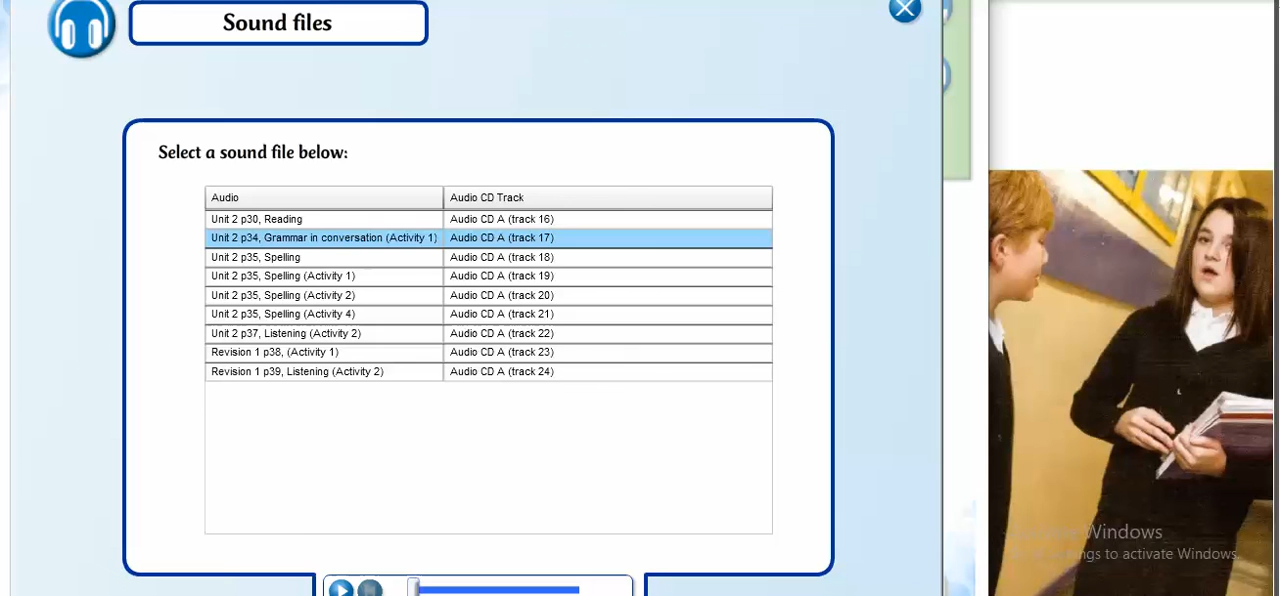 Sound files
Select a sound file below:
Audio Audio CD Track
Unit 2 p30, Reading Audio CD A (track 16)
Unit 2 p34, Grammar in conversation (Activity 1) Audio CD A (track 17)
Unit 2 p35, Spelling Audio CD A (track 18)
Unit 2 p35, Spelling (Activity 1) Audio CD A (track 19)
Unit 2 p35, Spelling (Activity 2) Audio CD A (track 20)
Unit 2 p35, Spelling (Activity 4) Audio CD A (track 21)
Unit 2 p37, Listening (Activity 2) Audio CD A (track 22)
Revision 1 p38, (Activity 1) Audio CD A (track 23)
Revision 1 p39, Listening (Activity 2) Audio CD A (track 24)
Windows
to activate Windows.